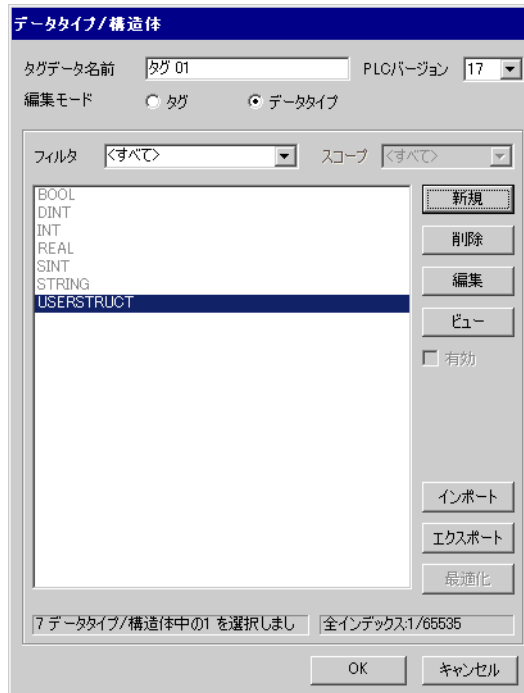 データタイプ/構造体
タグデータ名前 タグ 01 PLCバージョン 17
編集モード タグ データタイプ
フィルタ <すべて> スコープ <すべて>
BOOL
DINT
INT
REAL
SINT
STRING
USERSTRUCT
新規
削除
編集
ビュー
有効
インポート
エクスポート
最適化
7 データタイプ/構造体中の1 を選択しまし 全インデックス:1/65535
OK キャンセル